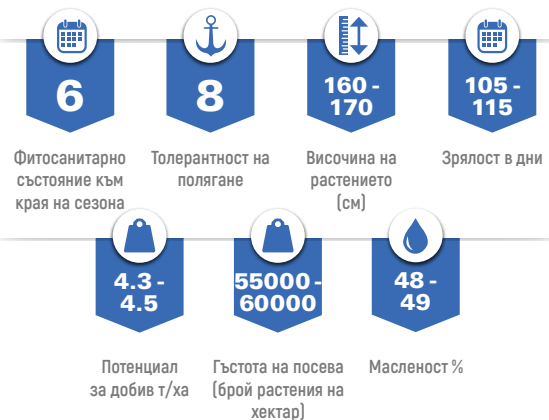 6
8
160 -
170
105 -
115
Фитосанитарно
състояние към
края на сезона
Толерантност на
полягане
Височина на
растението
(см)
Зрялост в дни
4.3 -
4.5
55000 -
60000
48 -
49
Потенциал
за добив т/ха
Гъстота на посева
(брой растения на
хектар)
Масленост %